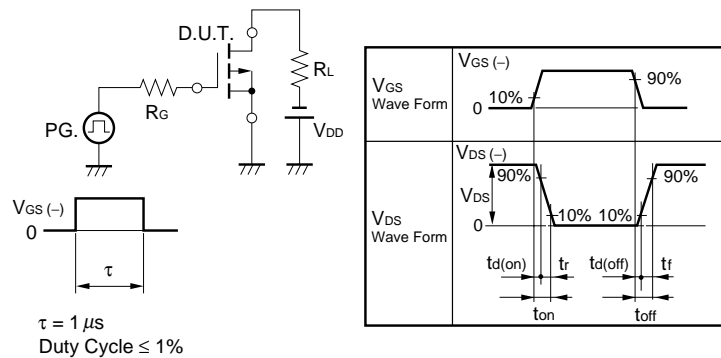 D.U.T.
RL
RG
PG.
VDD
VGS (−)
0
τ
τ = 1 μs
Duty Cycle ≤ 1%
VGS
Wave Form
VGS (−)
10%
90%
0
VDS
Wave Form
VDS (−)
90%
90%
VDS
10% 10%
0
td(on) tr td(off) tf
ton toff